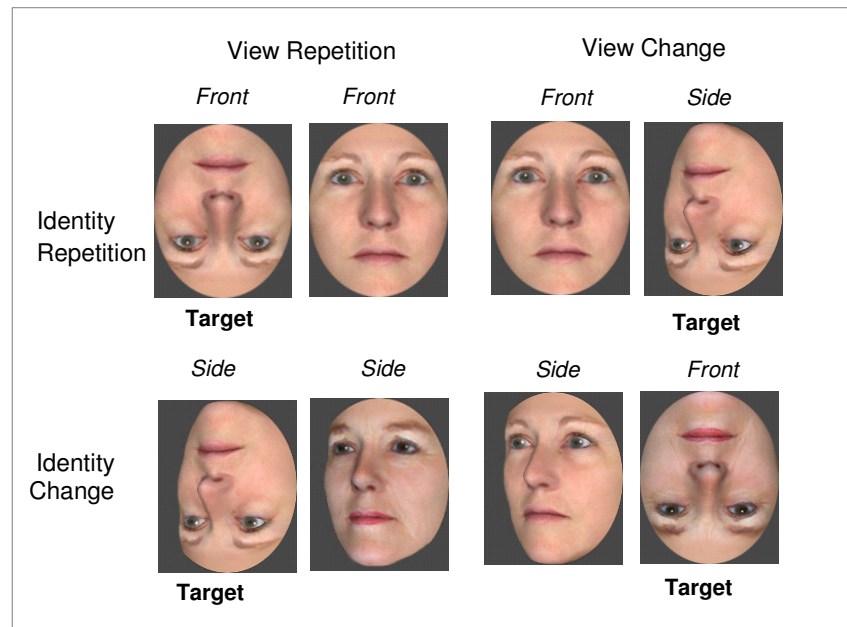 View Repetition
View Change
Front
Front
Front
Side
Identity
Repetition
Target
Target
Side
Side
Side
Front
Identity
Change
Target
Target